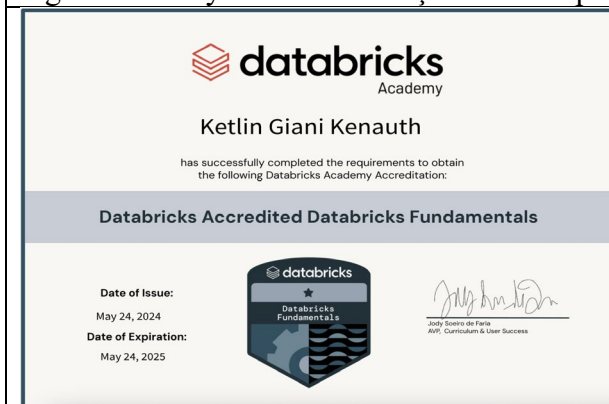 databricks
Academy
Ketlin Giani Kenauth
has successfully completed the requirements to obtain
the following Databricks Academy Accreditation:
Databricks Accredited Databricks Fundamentals
Date of Issue:
May 24, 2024
Date of Expiration:
May 24, 2025
databricks
Databricks
Fundamentals
Jody Soeiro de Faria
AVP, Curriculum & User Success